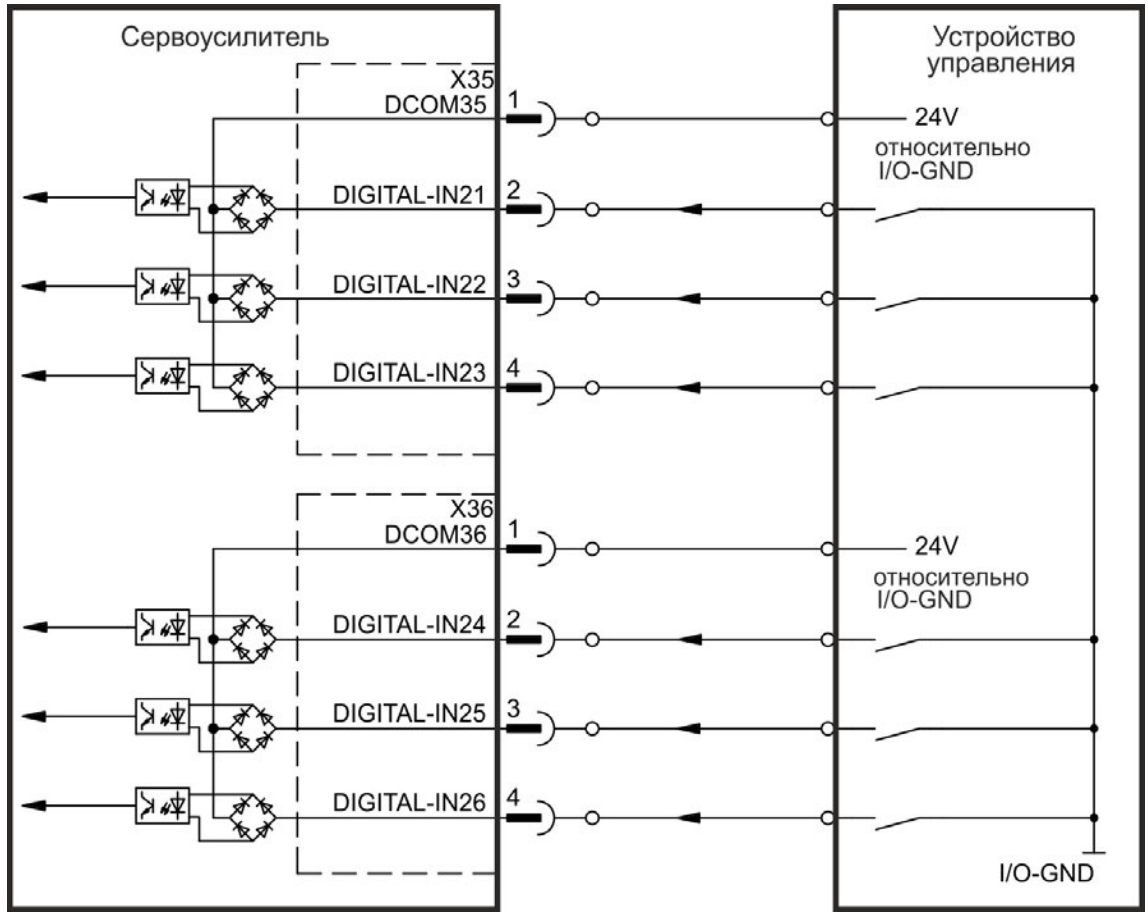 Сервоусилитель
Устройство
управления
X35
DCOM35
1
24V
относительно
I/O-GND
DIGITAL-IN21
2
DIGITAL-IN22
3
DIGITAL-IN23
4
X36
DCOM36
1
24V
относительно
I/O-GND
DIGITAL-IN24
2
DIGITAL-IN25
3
DIGITAL-IN26
4
I/O-GND